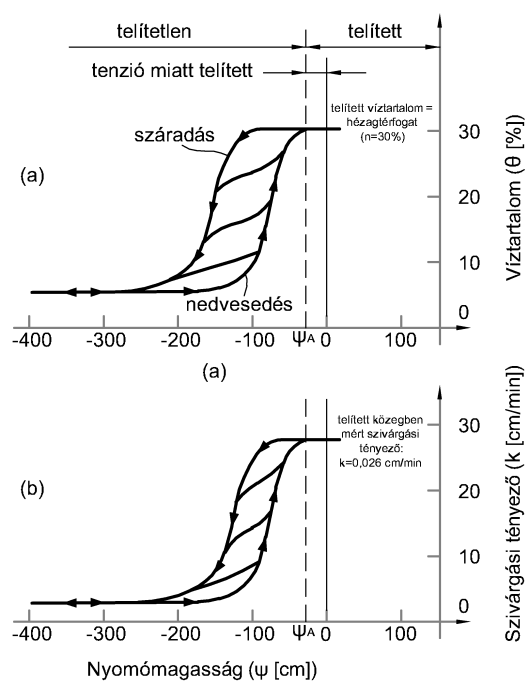 telítetlen
telített
tenzió miatt telített
telített víztartalom =
hézagtérfogat
(n=30%)
száradás
(a)
nedvesedés
30
20
10
0
Víztartalom (θ [%])
-400 -300 -200 -100 ψA 0 100
(a)
telített közegben
mért szivárgási
tényező:
k=0,026 cm/min
(b)
30
20
10
0
Szivárgási tényező (k [cm/min])
-400 -300 -200 -100 ψA 0 100
Nyomómagasság (ψ [cm])